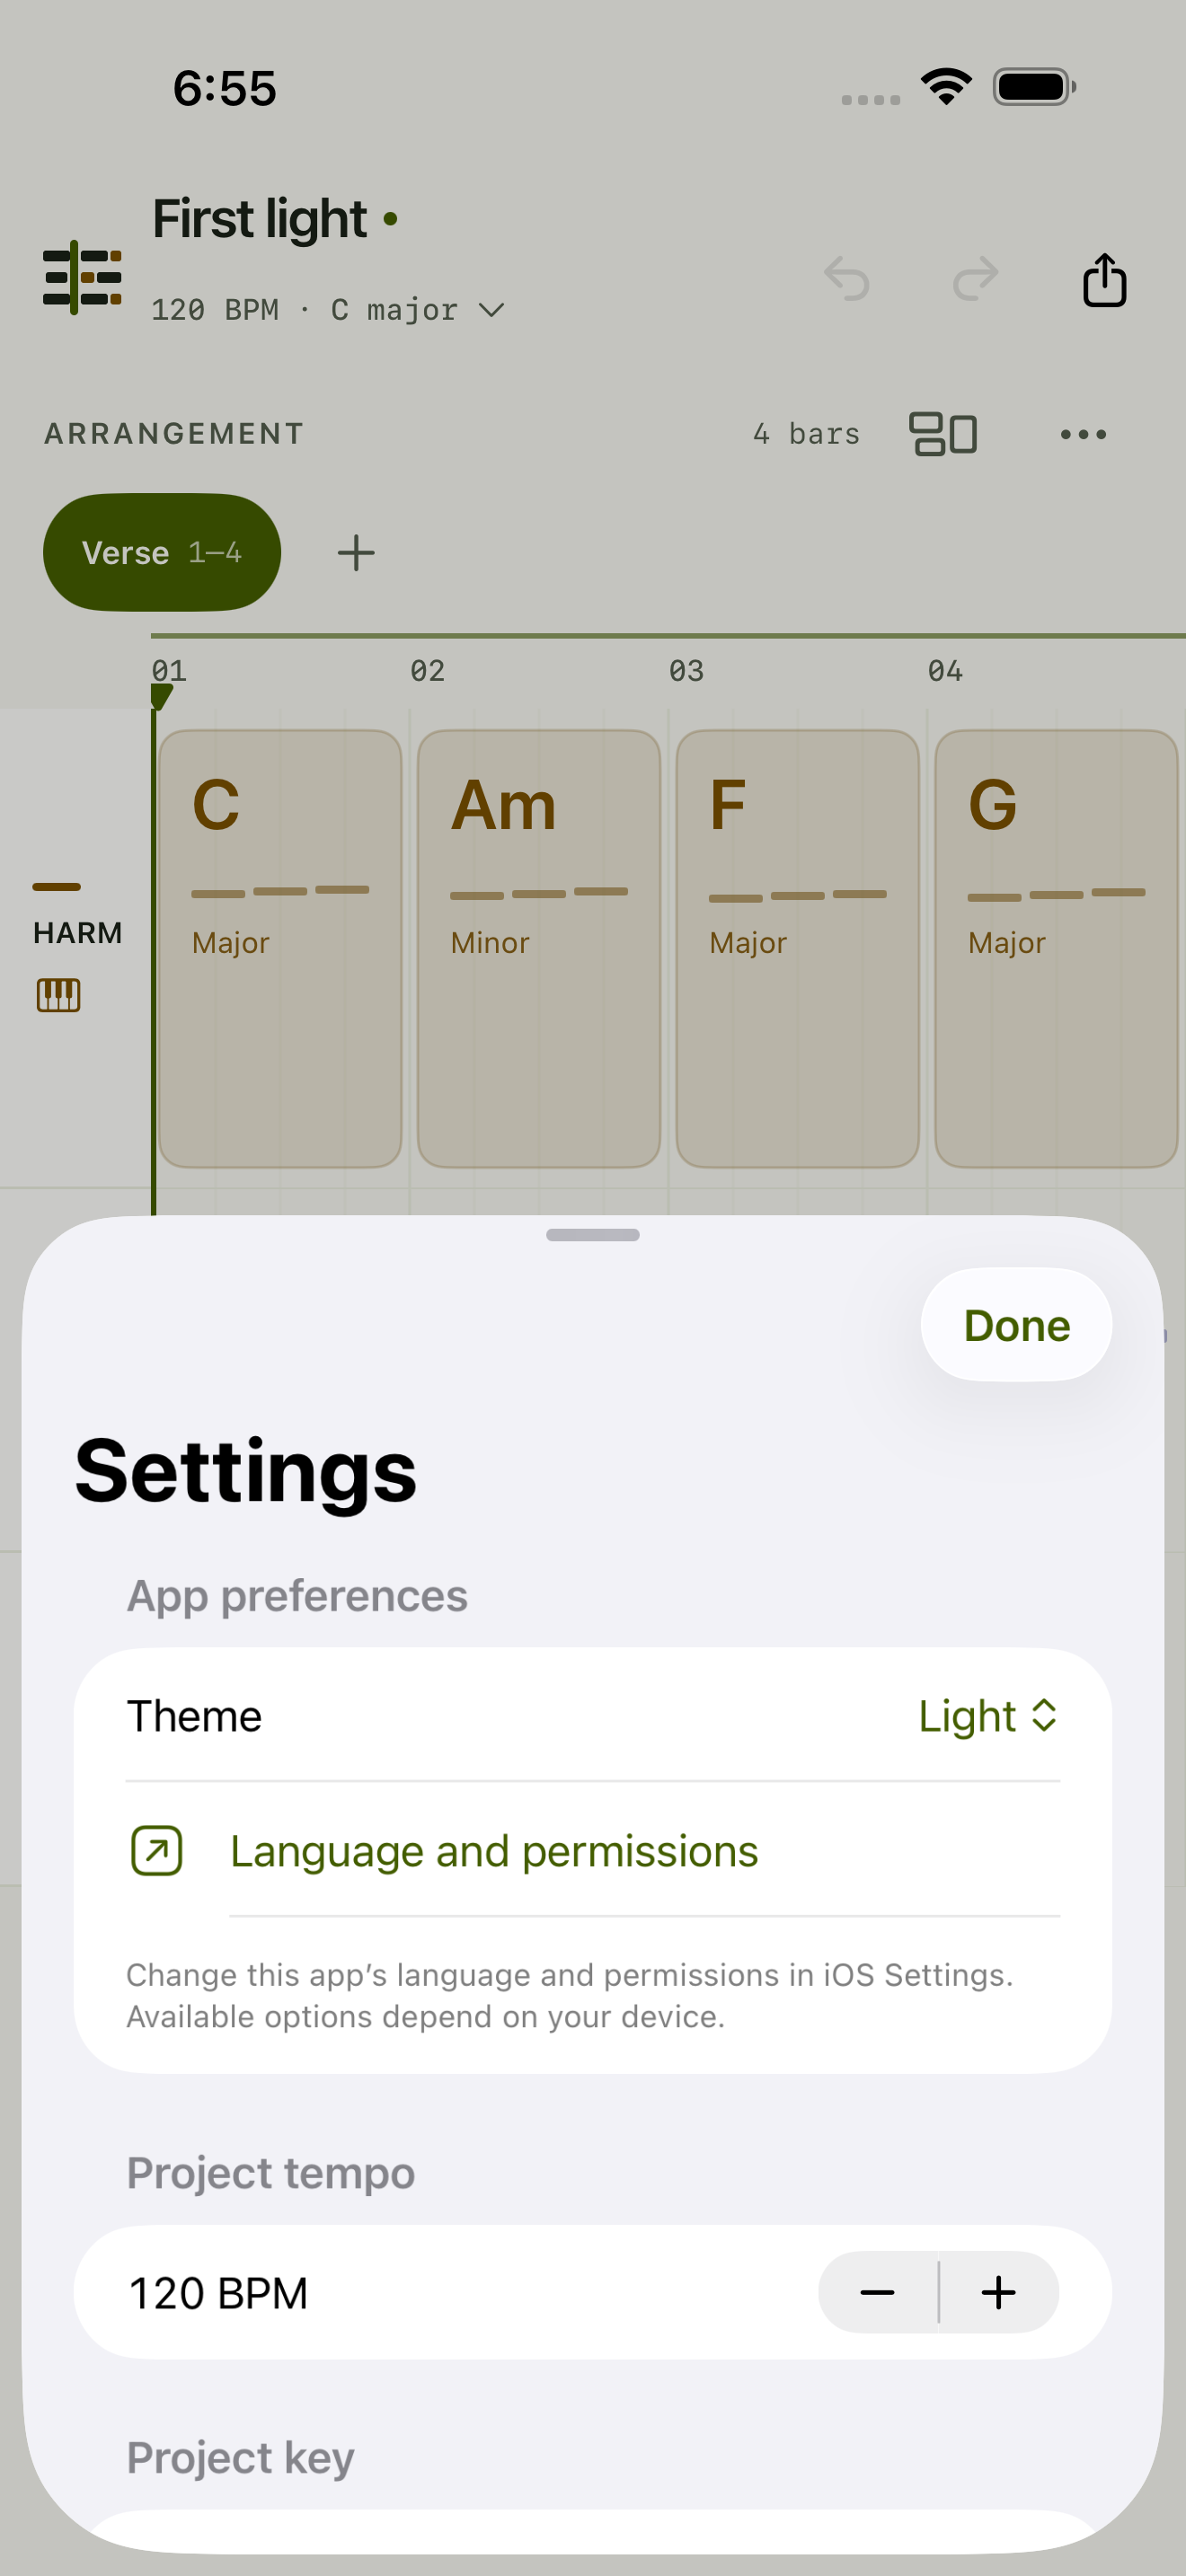 6:55
First light
120 BPM · C major
ARRANGEMENT
4 bars
Verse 1–4
01
02
03
04
C
Am
F
G
HARM
Major
Minor
Major
Major
Done
Settings
App preferences
Theme
Light
Language and permissions
Change this app’s language and permissions in iOS Settings.
Available options depend on your device.
Project tempo
120 BPM
Project key